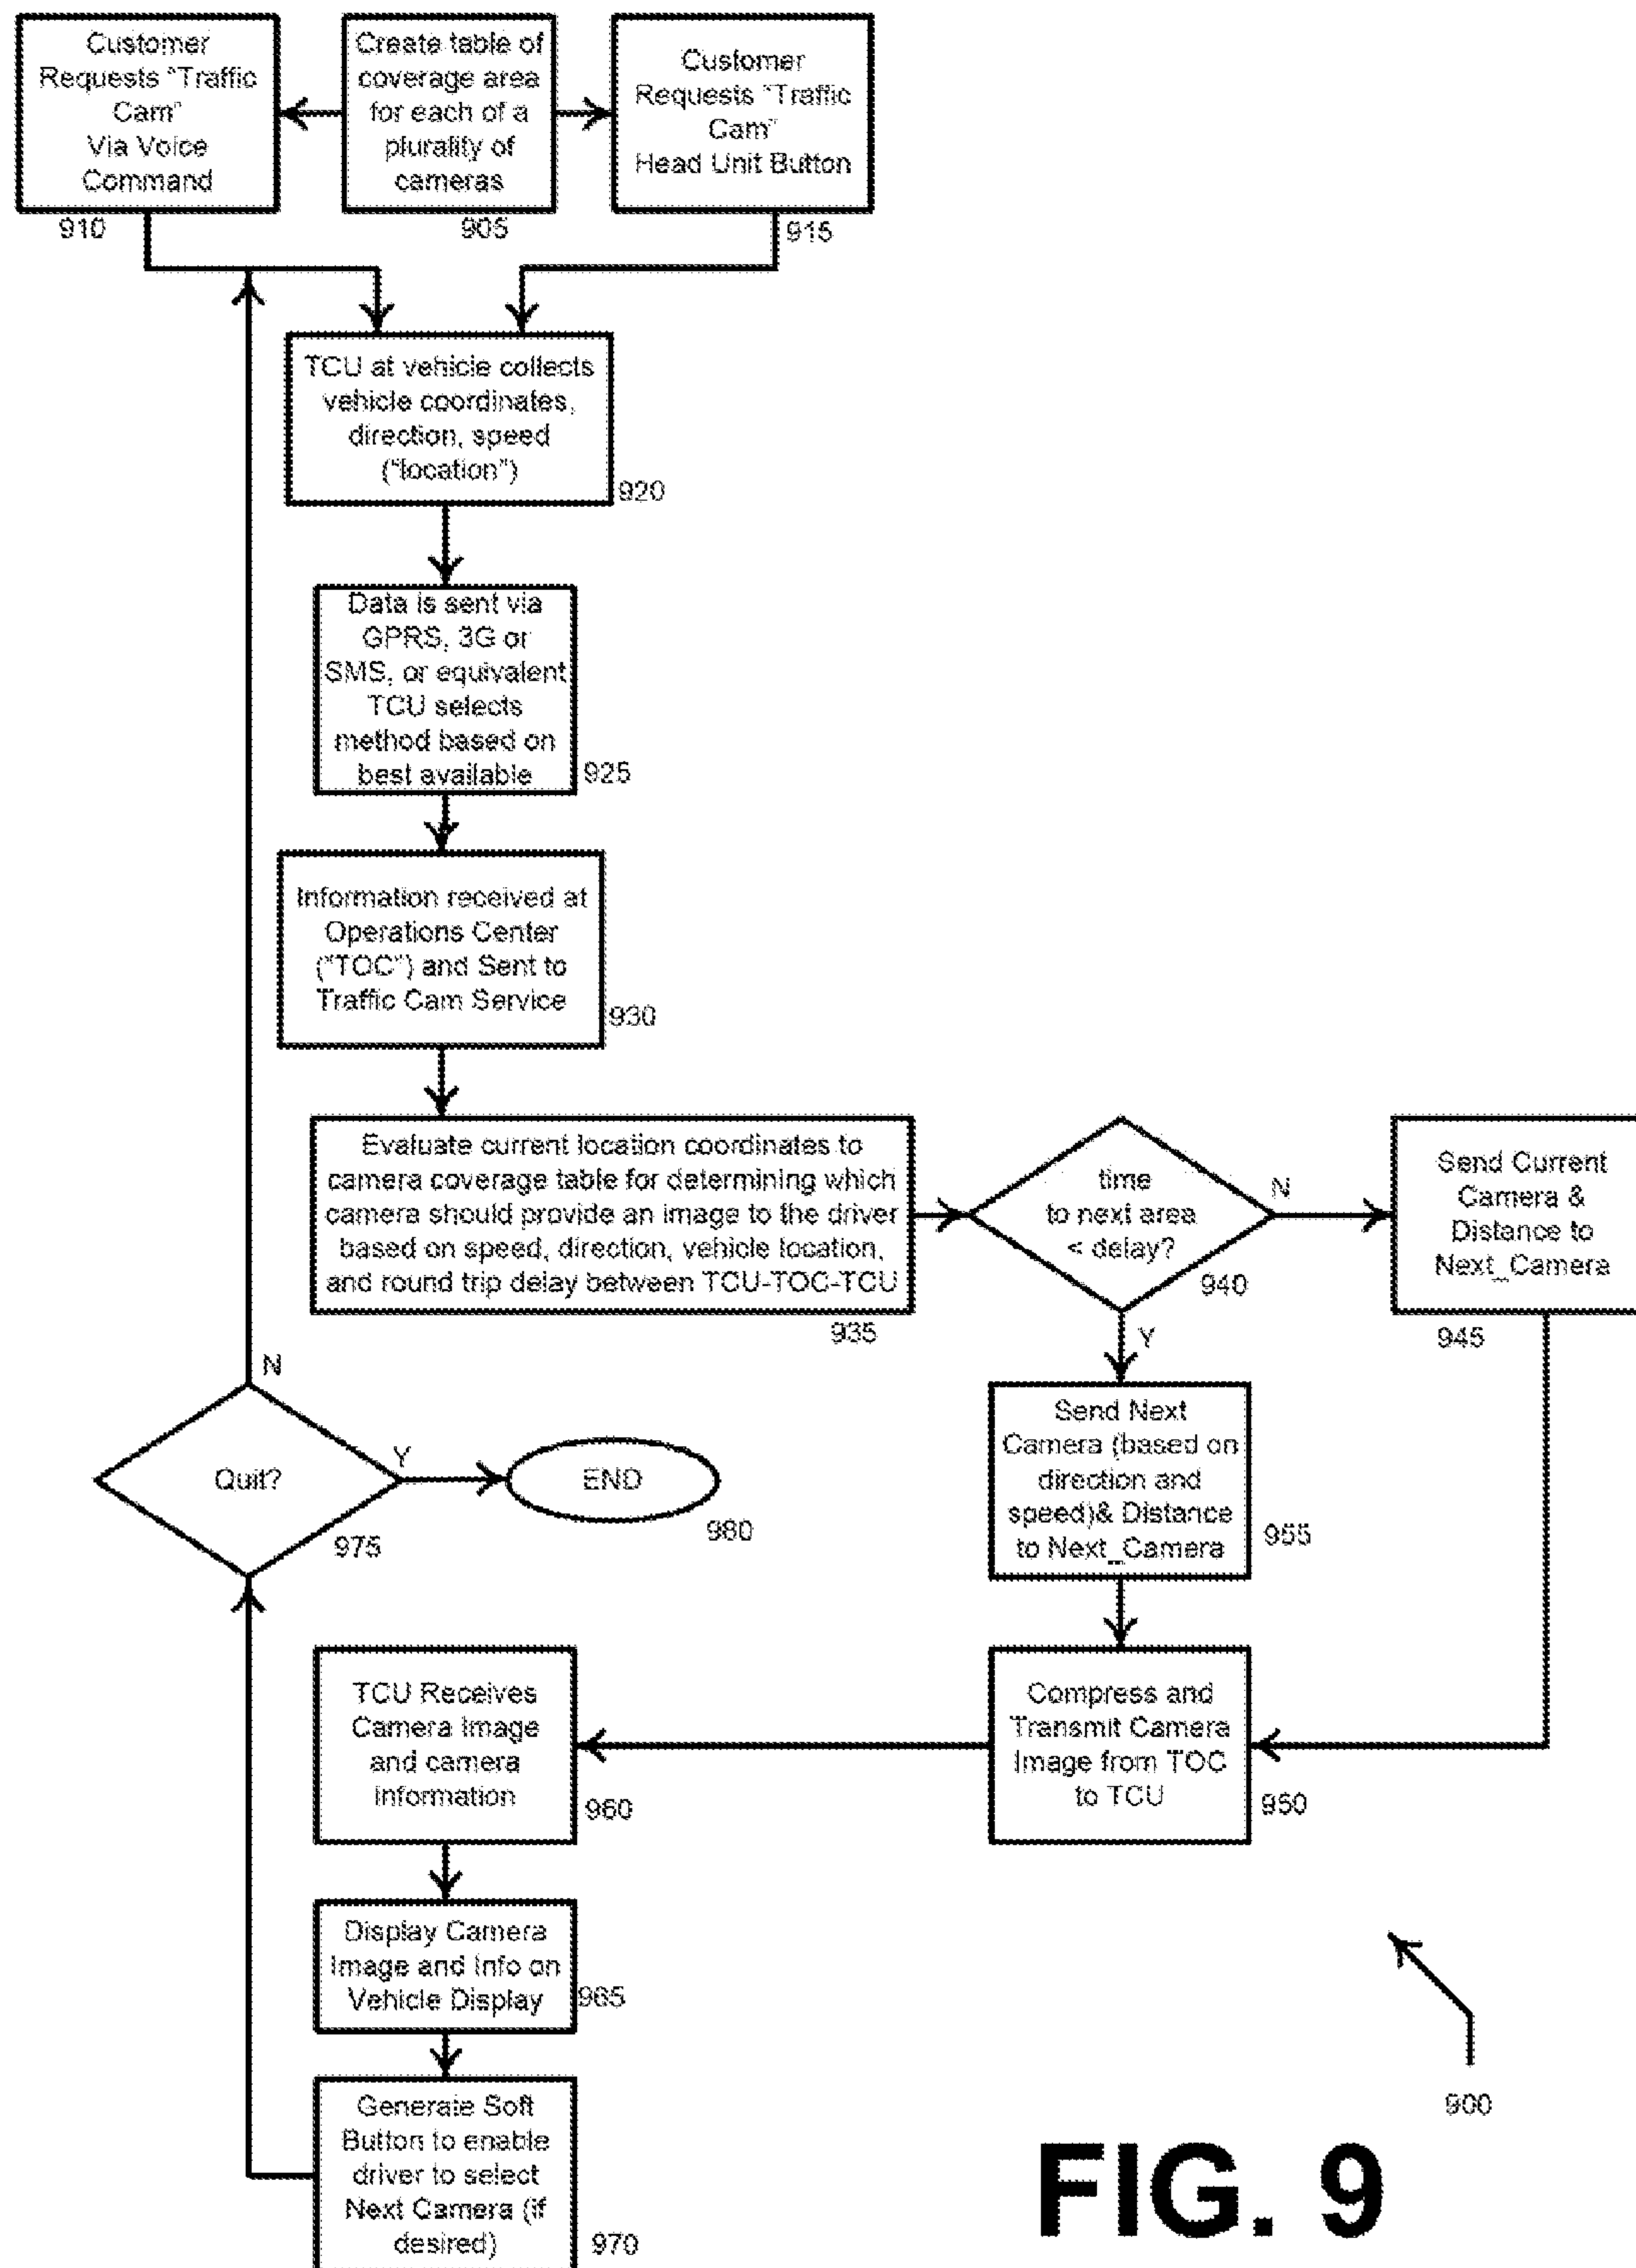 Customer
Requests "Traffic
Cam"
Via Voice
Command
910
Create table of
coverage area
for each of a
plurality of
cameras
905
Customer
Requests "Traffic
Cam"
Head Unit Button
915
TCU at vehicle collects
vehicle coordinates,
direction, speed
("location")
920
Data is sent via
GPRS, 3G or
SMS, or equivalent
TCU selects
method based on
best available
925
Information received at
Operations Center
("TOC") and Sent to
Traffic Cam Service
930
Evaluate current location coordinates to
camera coverage table for determining which
camera should provide an image to the driver
based on speed, direction, vehicle location,
and round trip delay between TCU-TOC-TCU
935
time
to next area
< delay?
940
N
Y
Send Current
Camera &
Distance to
Next_Camera
945
Send Next
Camera (based on
direction and
speed)& Distance
to Next_Camera
955
Compress and
Transmit Camera
Image from TOC
to TCU
950
TCU Receives
Camera Image
and camera
information
960
Display Camera
Image and Info on
Vehicle Display
965
Generate Soft
Button to enable
driver to select
Next Camera (if
desired)
970
Quit?
975
N
Y
END
980
900
FIG. 9